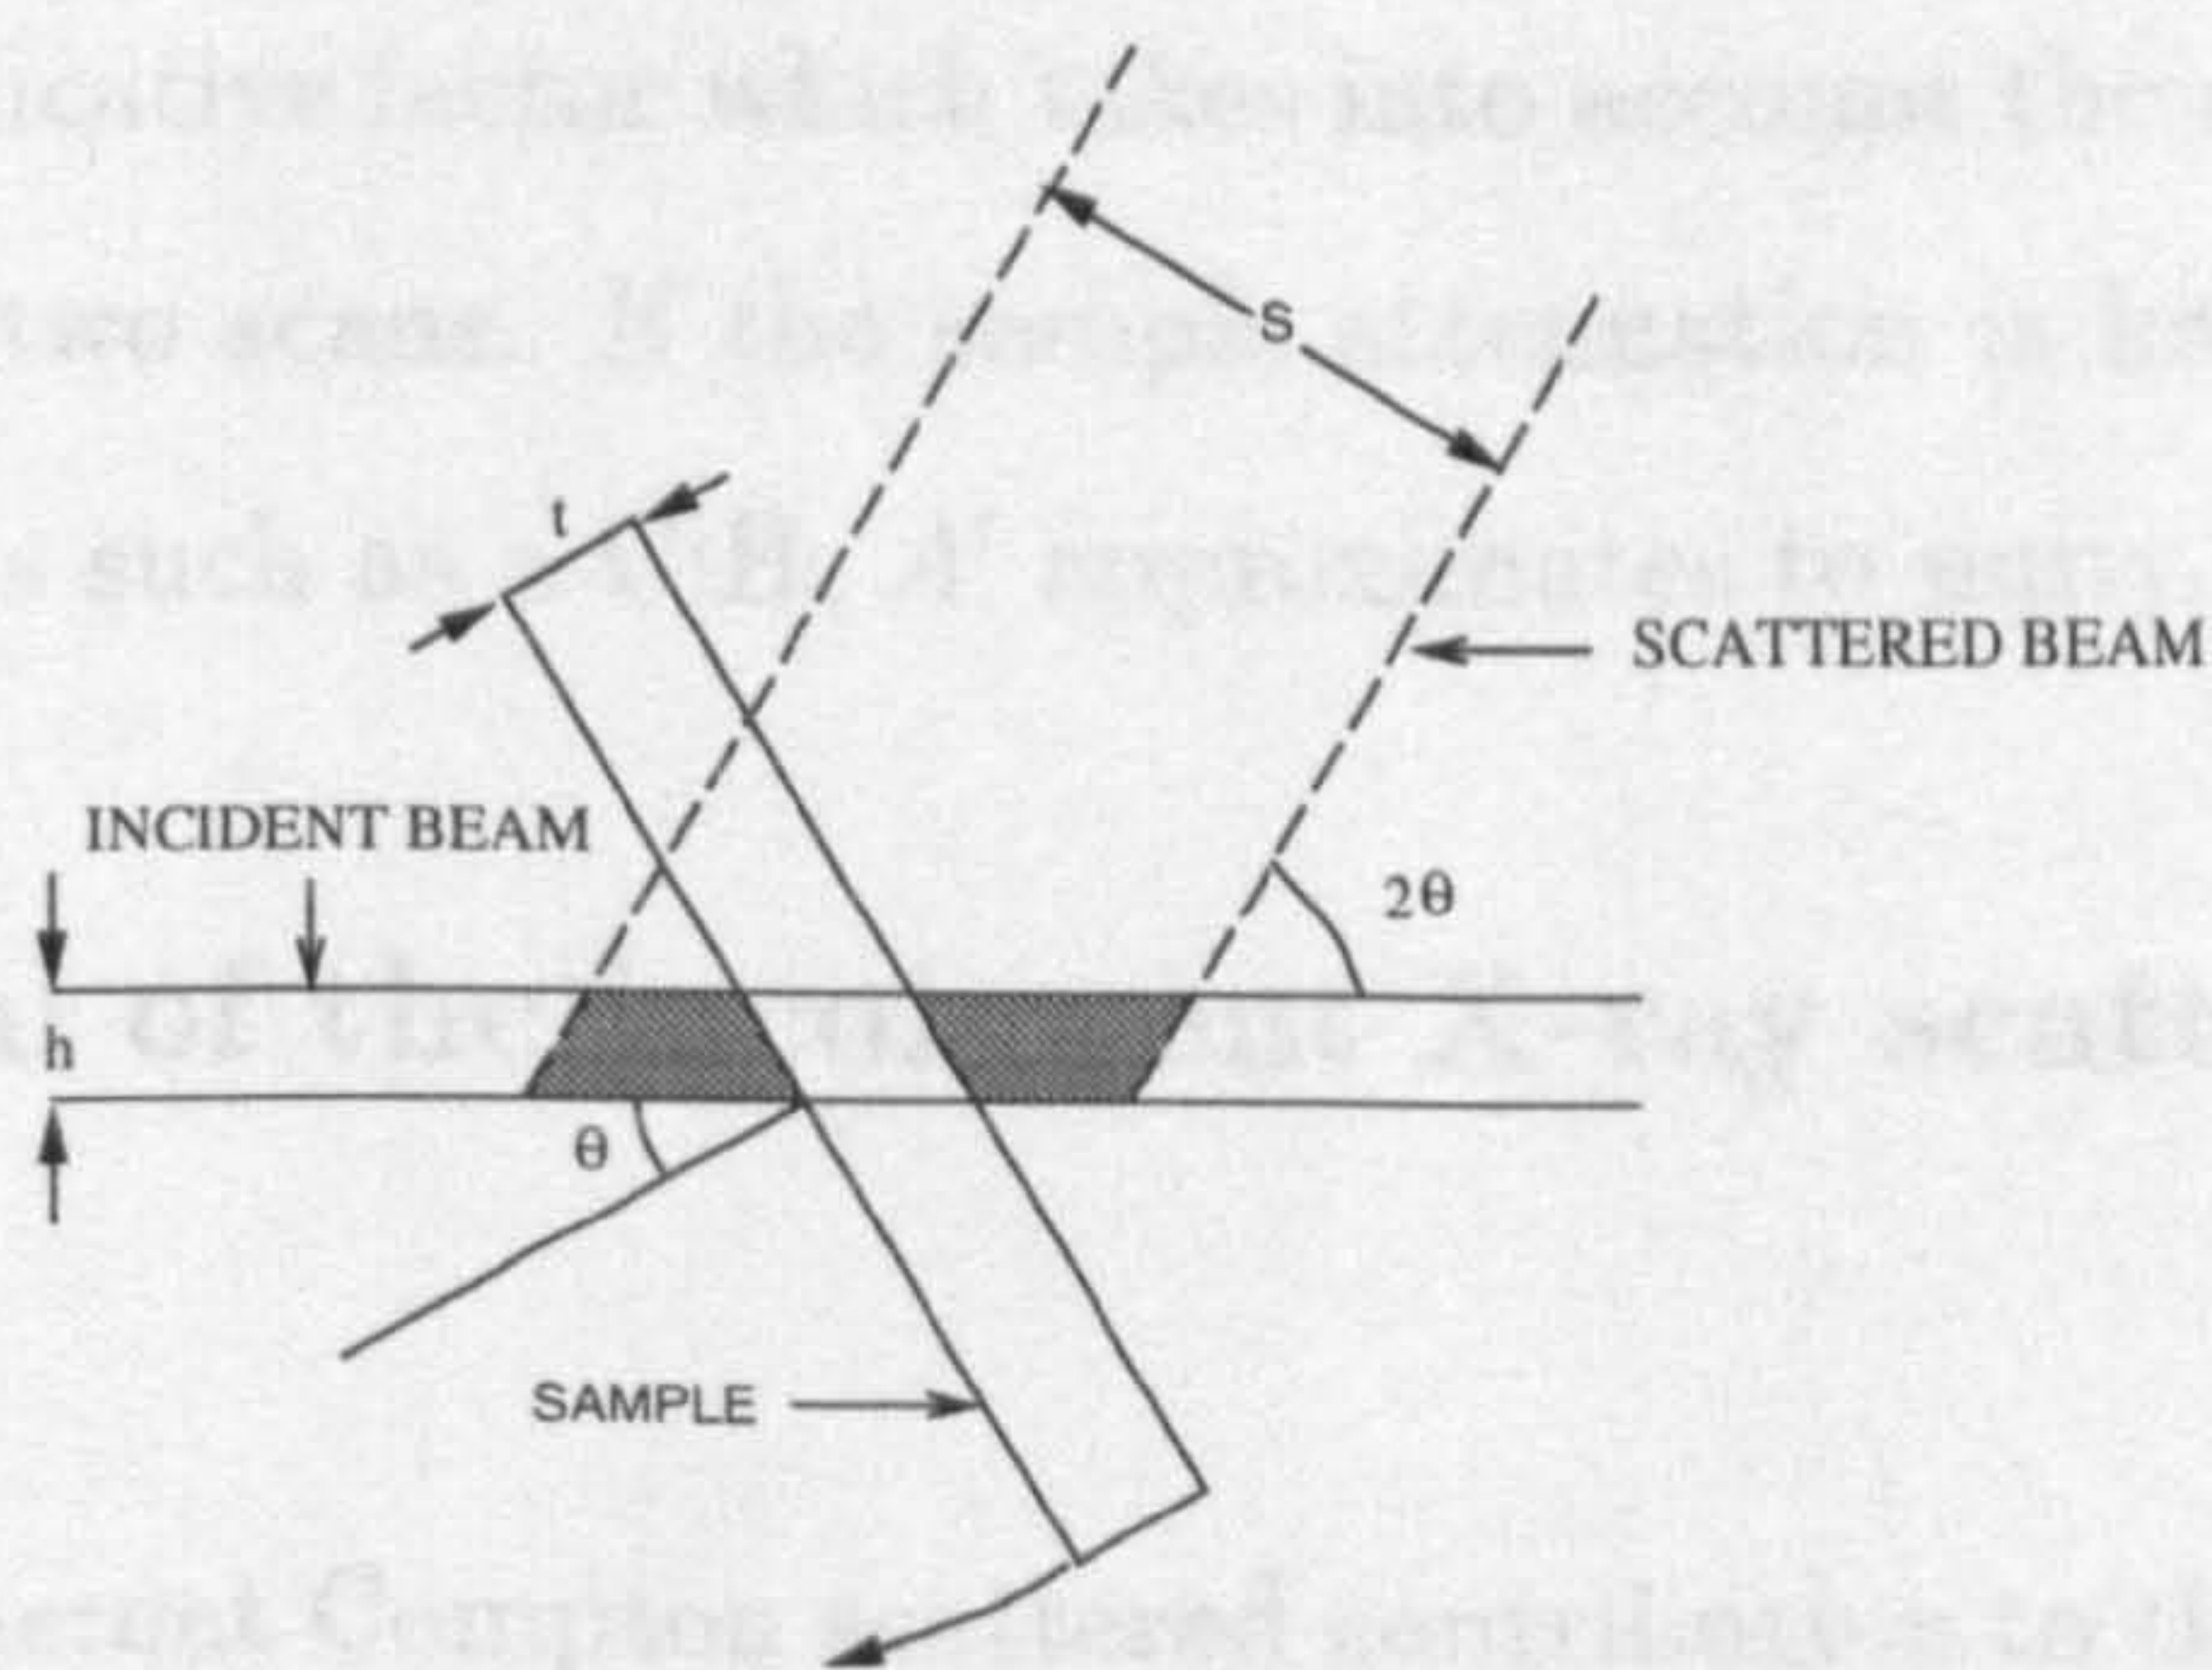 S
t
SCATTERED BEAM
INCIDENT BEAM
2θ
h
θ
SAMPLE